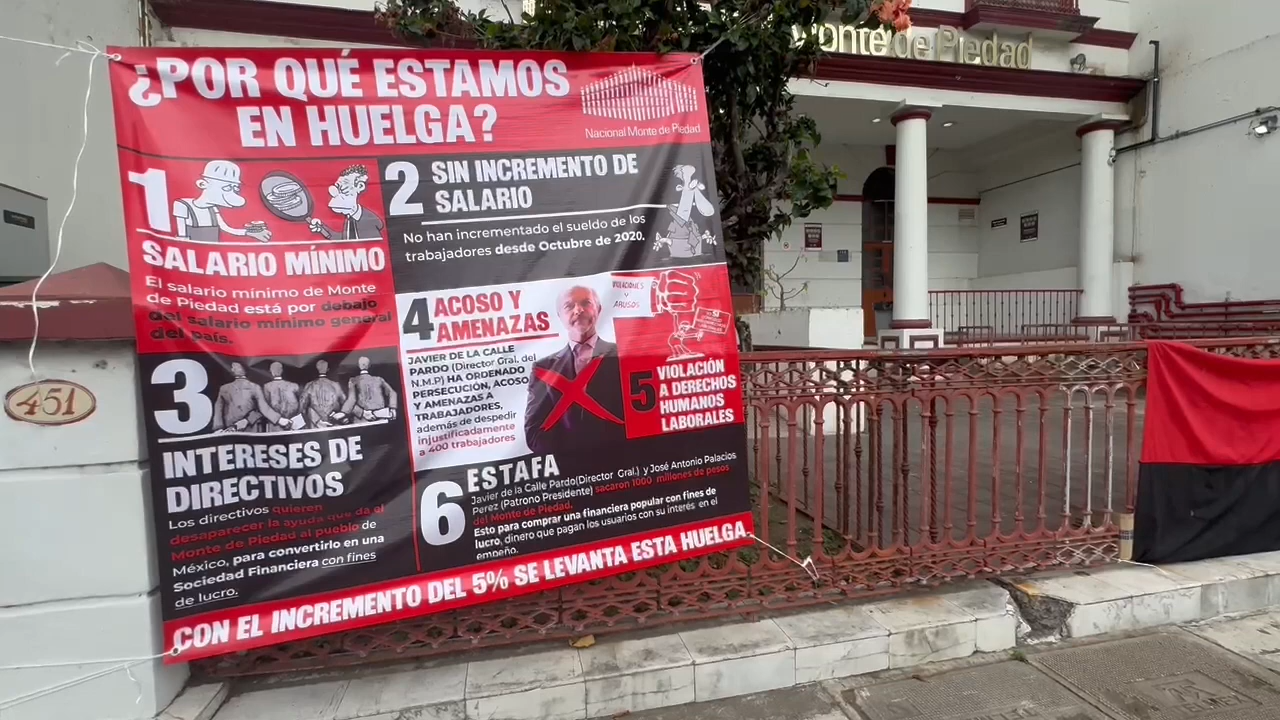 ¿POR QUÉ ESTAMOS
EN HUELGA?
Nacional Monte de Piedad
Monte de Piedad
1
SALARIO MÍNIMO
El salario mínimo de Monte
de Piedad está por debajo
del salario mínimo general
del país.
2
SIN INCREMENTO DE
SALARIO
No han incrementado el sueldo de los
trabajadores desde Octubre de 2020.
3
INTERESES DE
DIRECTIVOS
Los directivos quieren
desaparecer la ayuda que da el
Monte de Piedad al pueblo de
México, para convertirlo en una
Sociedad Financiera con fines
de lucro.
4
ACOSO Y
AMENAZAS
JAVIER DE LA CALLE
PARDO (Director Gral. del
N.M.P) HA ORDENADO
PERSECUCIÓN, ACOSO
Y AMENAZAS A
TRABAJADORES,
además de despedir
injustificadamente
a 400 trabajadores
VIOLACIONES
Y
ABUSOS
5
VIOLACIÓN
A DERECHOS
HUMANOS
LABORALES
6
ESTAFA
Javier de la Calle Pardo(Director Gral.) y José Antonio Palacios
Perez (Patrono Presidente) sacaron 1000 millones de pesos
del Monte de Piedad.
Esto para comprar una financiera popular con fines de
lucro, dinero que pagan los usuarios con su interés en el
empeño.
CON EL INCREMENTO DEL 5% SE LEVANTA ESTA HUELGA.
451